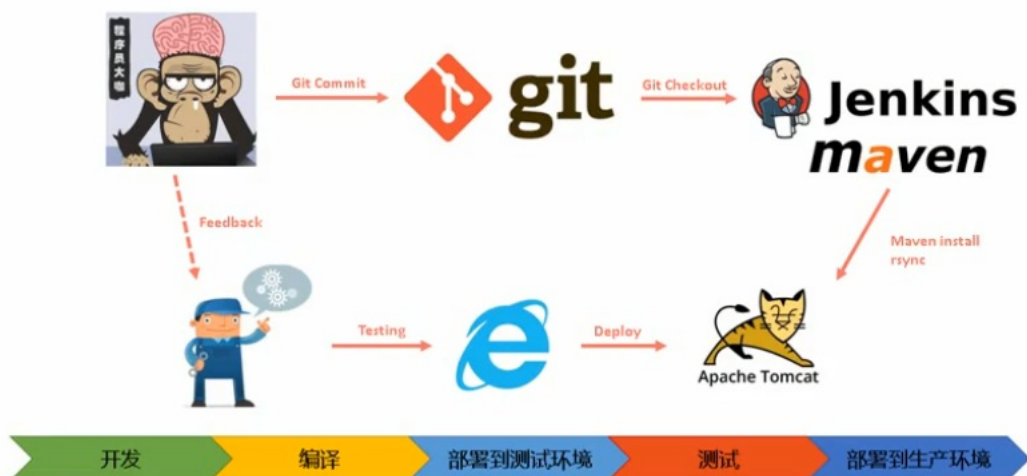 程序员大咖
Git Commit
git
Git Checkout
Jenkins
maven
Feedback
Maven install
rsync
Testing
Deploy
Apache Tomcat
开发
编译
部署到测试环境
测试
部署到生产环境